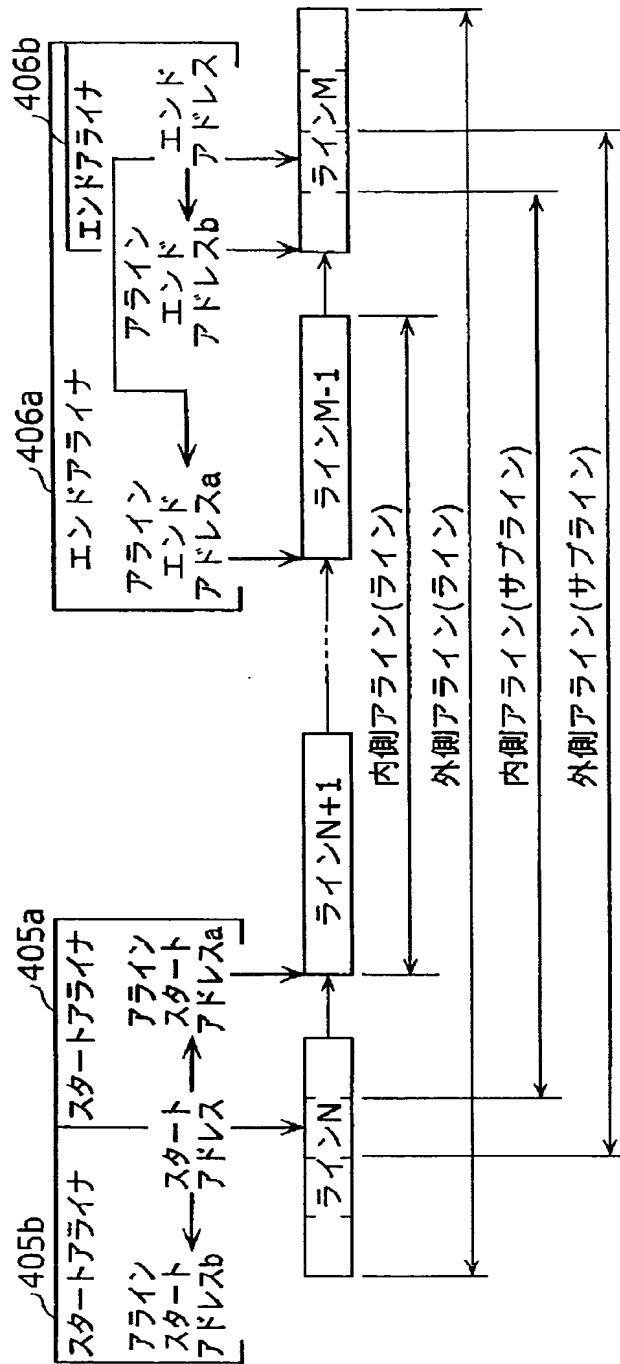 405b
405a
406a
406b
スタートアライナ
スタートアライナ
エンドアライナ
エンドアライナ
アライン
スタート
アドレスb
スタート
アドレス
アライン
スタート
アドレスa
アライン
エンド
アドレスa
アライン
エンド
アドレスb
エンド
アドレス
ラインN
ラインN+1
ラインM-1
ラインM
内側アライン(ライン)
外側アライン(ライン)
内側アライン(サブライン)
外側アライン(サブライン)